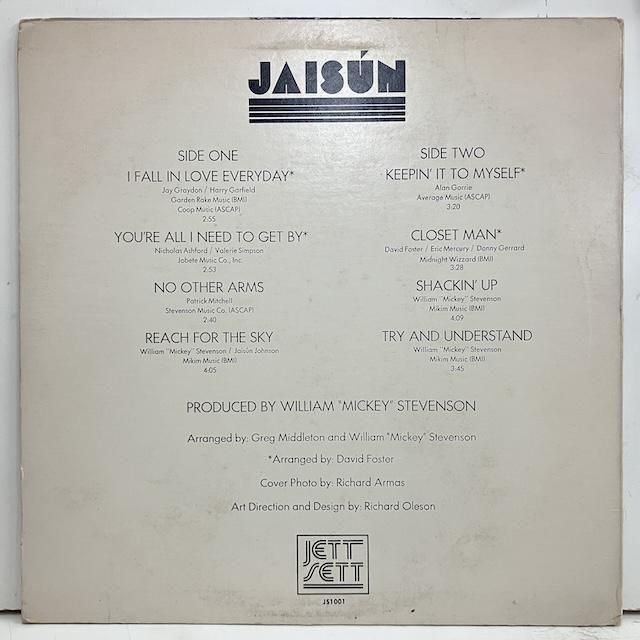 JAISÚN
SIDE ONE
I FALL IN LOVE EVERYDAY*
Jay Graydon / Harry Garfield
Garden Rake Music (BMI)
Coop Music (ASCAP)
2:55
YOU'RE ALL I NEED TO GET BY*
Nicholas Ashford / Valerie Simpson
Jobete Music Co., Inc.
2:53
NO OTHER ARMS
Patrick Mitchell
Stevenson Music Co. (ASCAP)
2:40
REACH FOR THE SKY
William "Mickey" Stevenson / Jaisún Johnson
Mikim Music (BMI)
4:05
SIDE TWO
KEEPIN' IT TO MYSELF*
Alan Gorrie
Average Music (ASCAP)
3:20
CLOSET MAN*
David Foster / Eric Mercury / Donny Gerrard
Midnight Wizzard (BMI)
3:28
SHACKIN' UP
William "Mickey" Stevenson
Mikim Music (BMI)
4:09
TRY AND UNDERSTAND
William "Mickey" Stevenson
Mikim Music (BMI)
3:45
PRODUCED BY WILLIAM "MICKEY" STEVENSON
Arranged by: Greg Middleton and William "Mickey" Stevenson
*Arranged by: David Foster
Cover Photo by: Richard Armas
Art Direction and Design by: Richard Oleson
JETT
SETT
JS1001